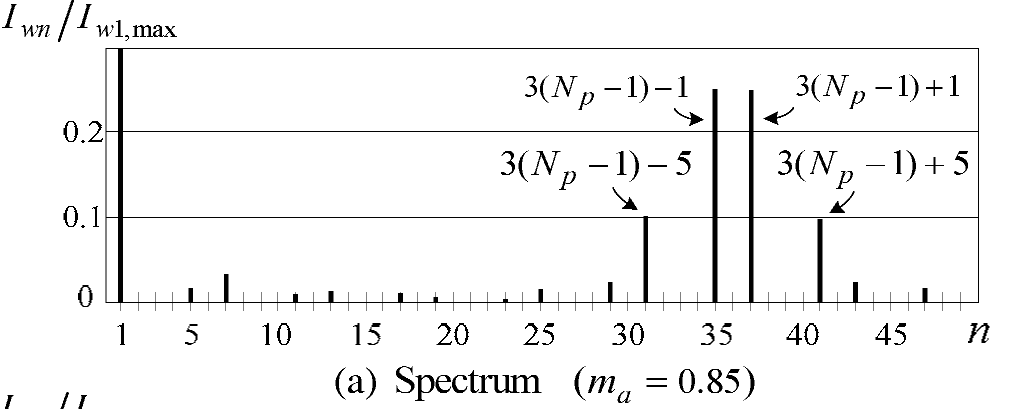 I_wn / I_w1,max
3(N_p − 1) − 1 3(N_p − 1) + 1
0.2
3(N_p − 1) − 5 3(N_p − 1) + 5
0.1
0
1 5 10 15 20 25 30 35 40 45 n
(a) Spectrum (m_a = 0.85)